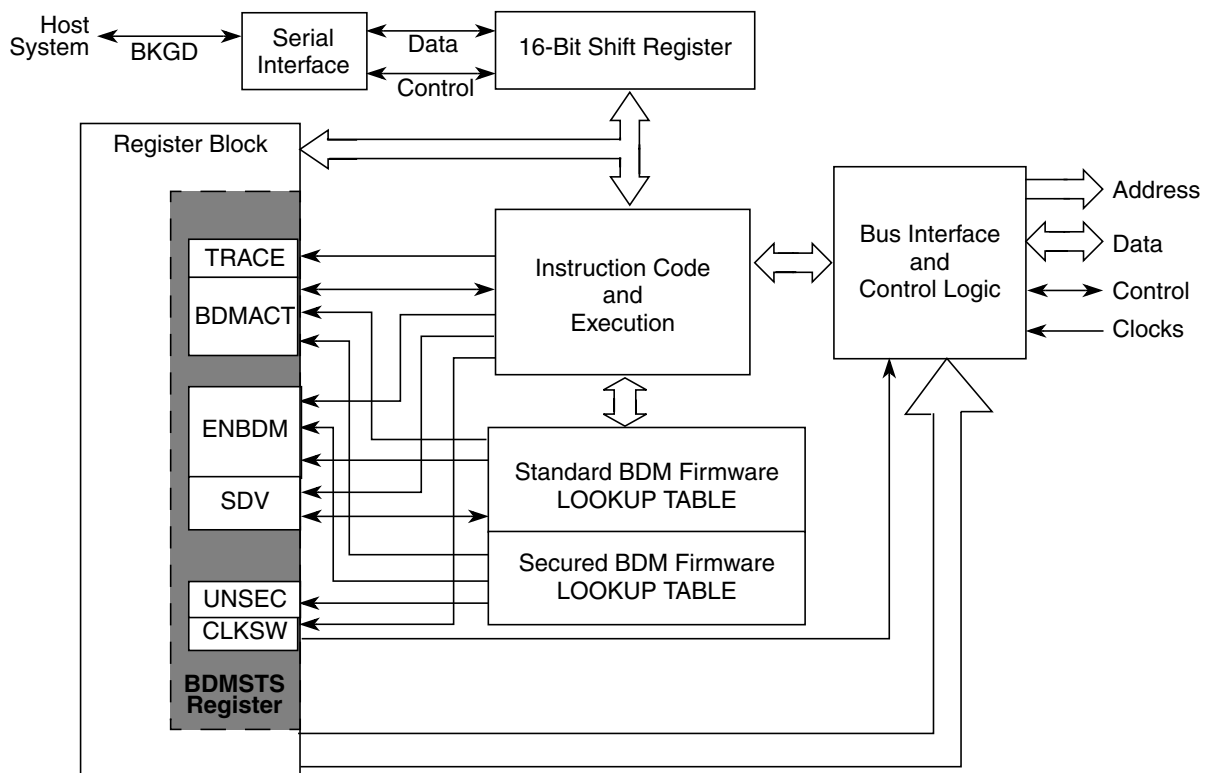 Host
System
BKGD
Serial
Interface
Data
Control
16-Bit Shift Register
Register Block
TRACE
BDMACT
ENBDM
SDV
UNSEC
CLKSW
BDMSTS
Register
Instruction Code
and
Execution
Standard BDM Firmware
LOOKUP TABLE
Secured BDM Firmware
LOOKUP TABLE
Bus Interface
and
Control Logic
Address
Data
Control
Clocks